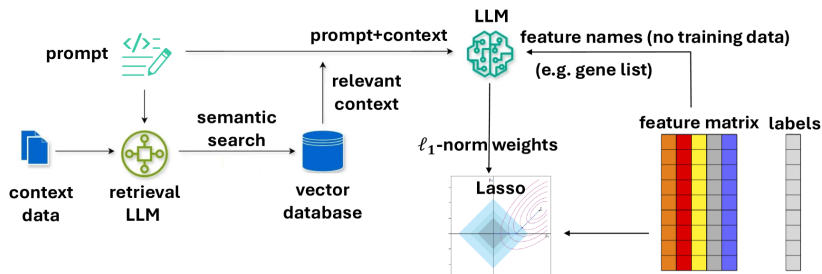 LLM
prompt
</>
prompt+context
feature names (no training data)
(e.g. gene list)
relevant
context
semantic
search
feature matrix
labels
ℓ₁-norm weights
context
data
retrieval
LLM
vector
database
Lasso